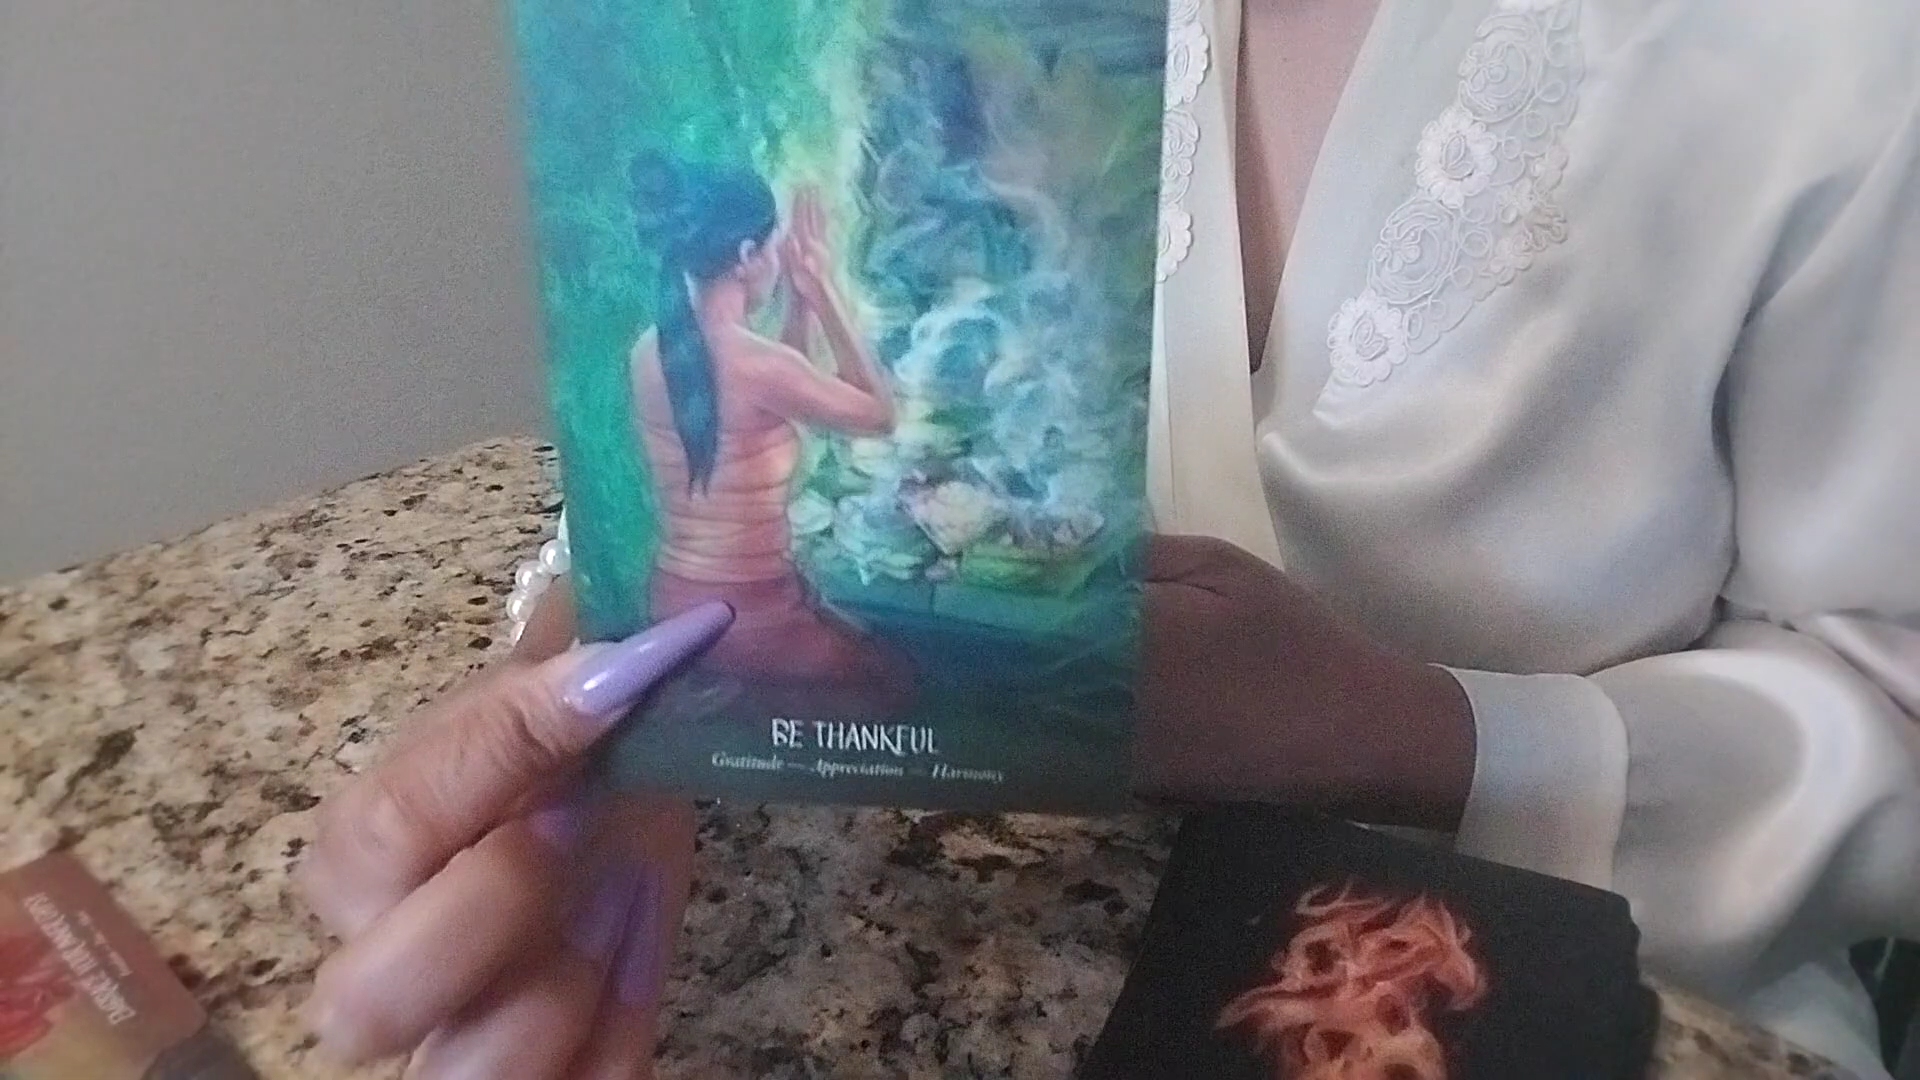 BE THANKFUL
Gratitude — Appreciation — Harmony